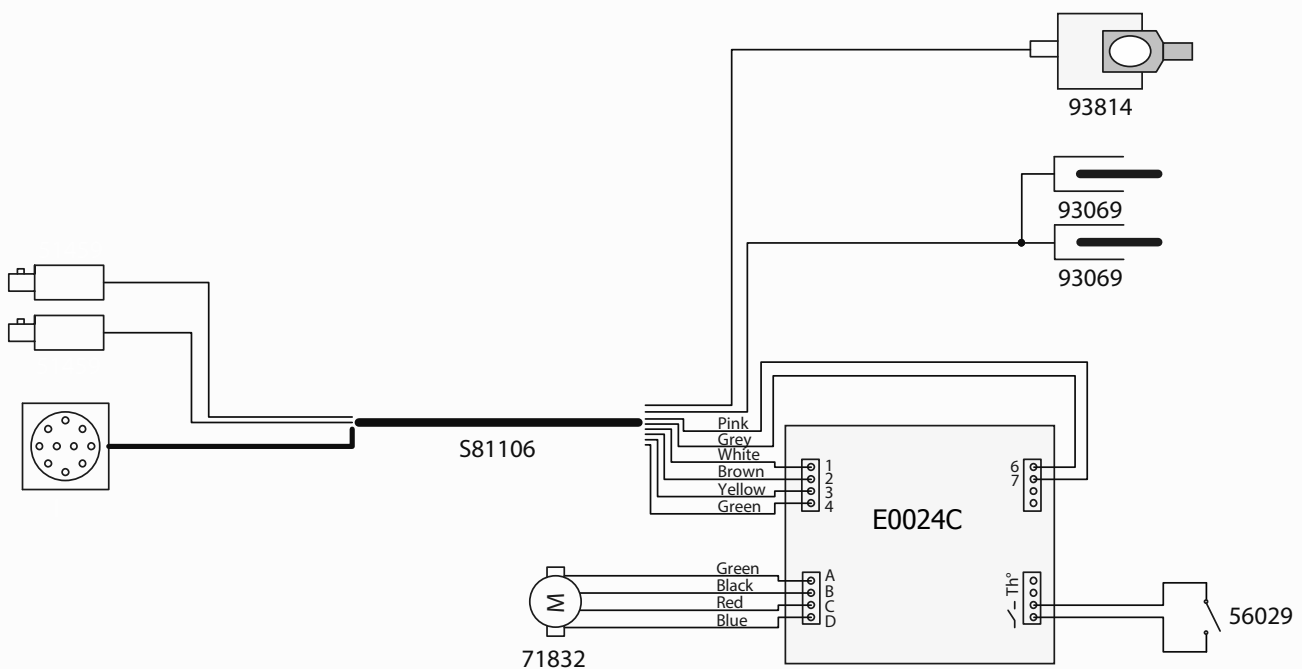 93814
93069
93069
S81106
Pink
Grey
White
Brown
Yellow
Green
1
2
3
4
6
7
E0024C
Green
Black
Red
Blue
A
B
C
D
Th°
M
71832
56029